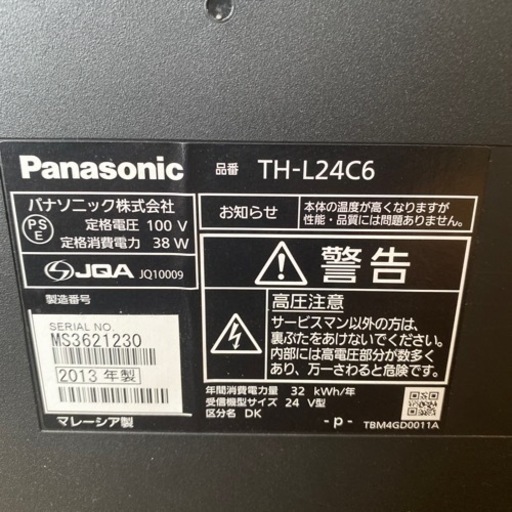 Panasonic
品番 TH-L24C6
パナソニック株式会社
PS
E
定格電圧 100 V
定格消費電力 38 W
JQA JQ10009
お知らせ
本体の温度が高くなりますが
性能・品質には問題ありません。
警告
高圧注意
サービスマン以外の方は、
裏ぶたをあけないでください。
内部には高電圧部分が数多く
あり、万一さわると危険です。
製造番号
SERIAL NO.
MS3621230
2013 年製
マレーシア製
年間消費電力量 32 kWh/年
受信機型サイズ 24 V型
区分名 DK
- p -
TBM4GD0011A